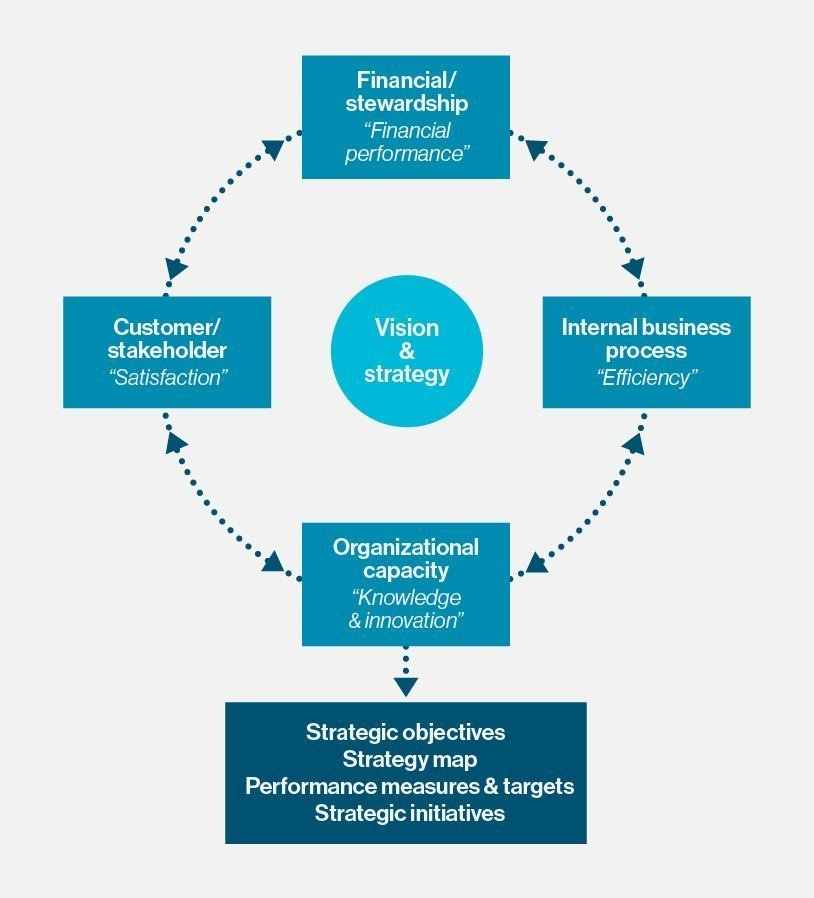 Financial/
stewardship
“Financial
performance”
Customer/
stakeholder
“Satisfaction”
Vision
&
strategy
Internal business
process
“Efficiency”
Organizational
capacity
“Knowledge
& innovation”
Strategic objectives
Strategy map
Performance measures & targets
Strategic initiatives